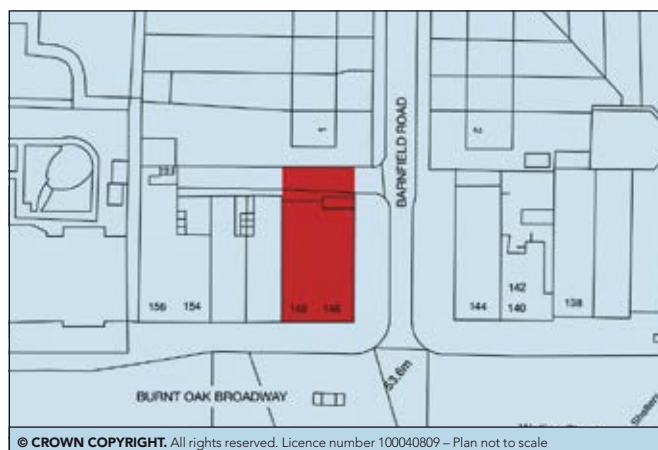 1
2
BARNFIELD ROAD
156 154
148 146
144
142
140
138
BURNT OAK BROADWAY
53.6m
Shelters
© CROWN COPYRIGHT. All rights reserved. Licence number 100040809 – Plan not to scale